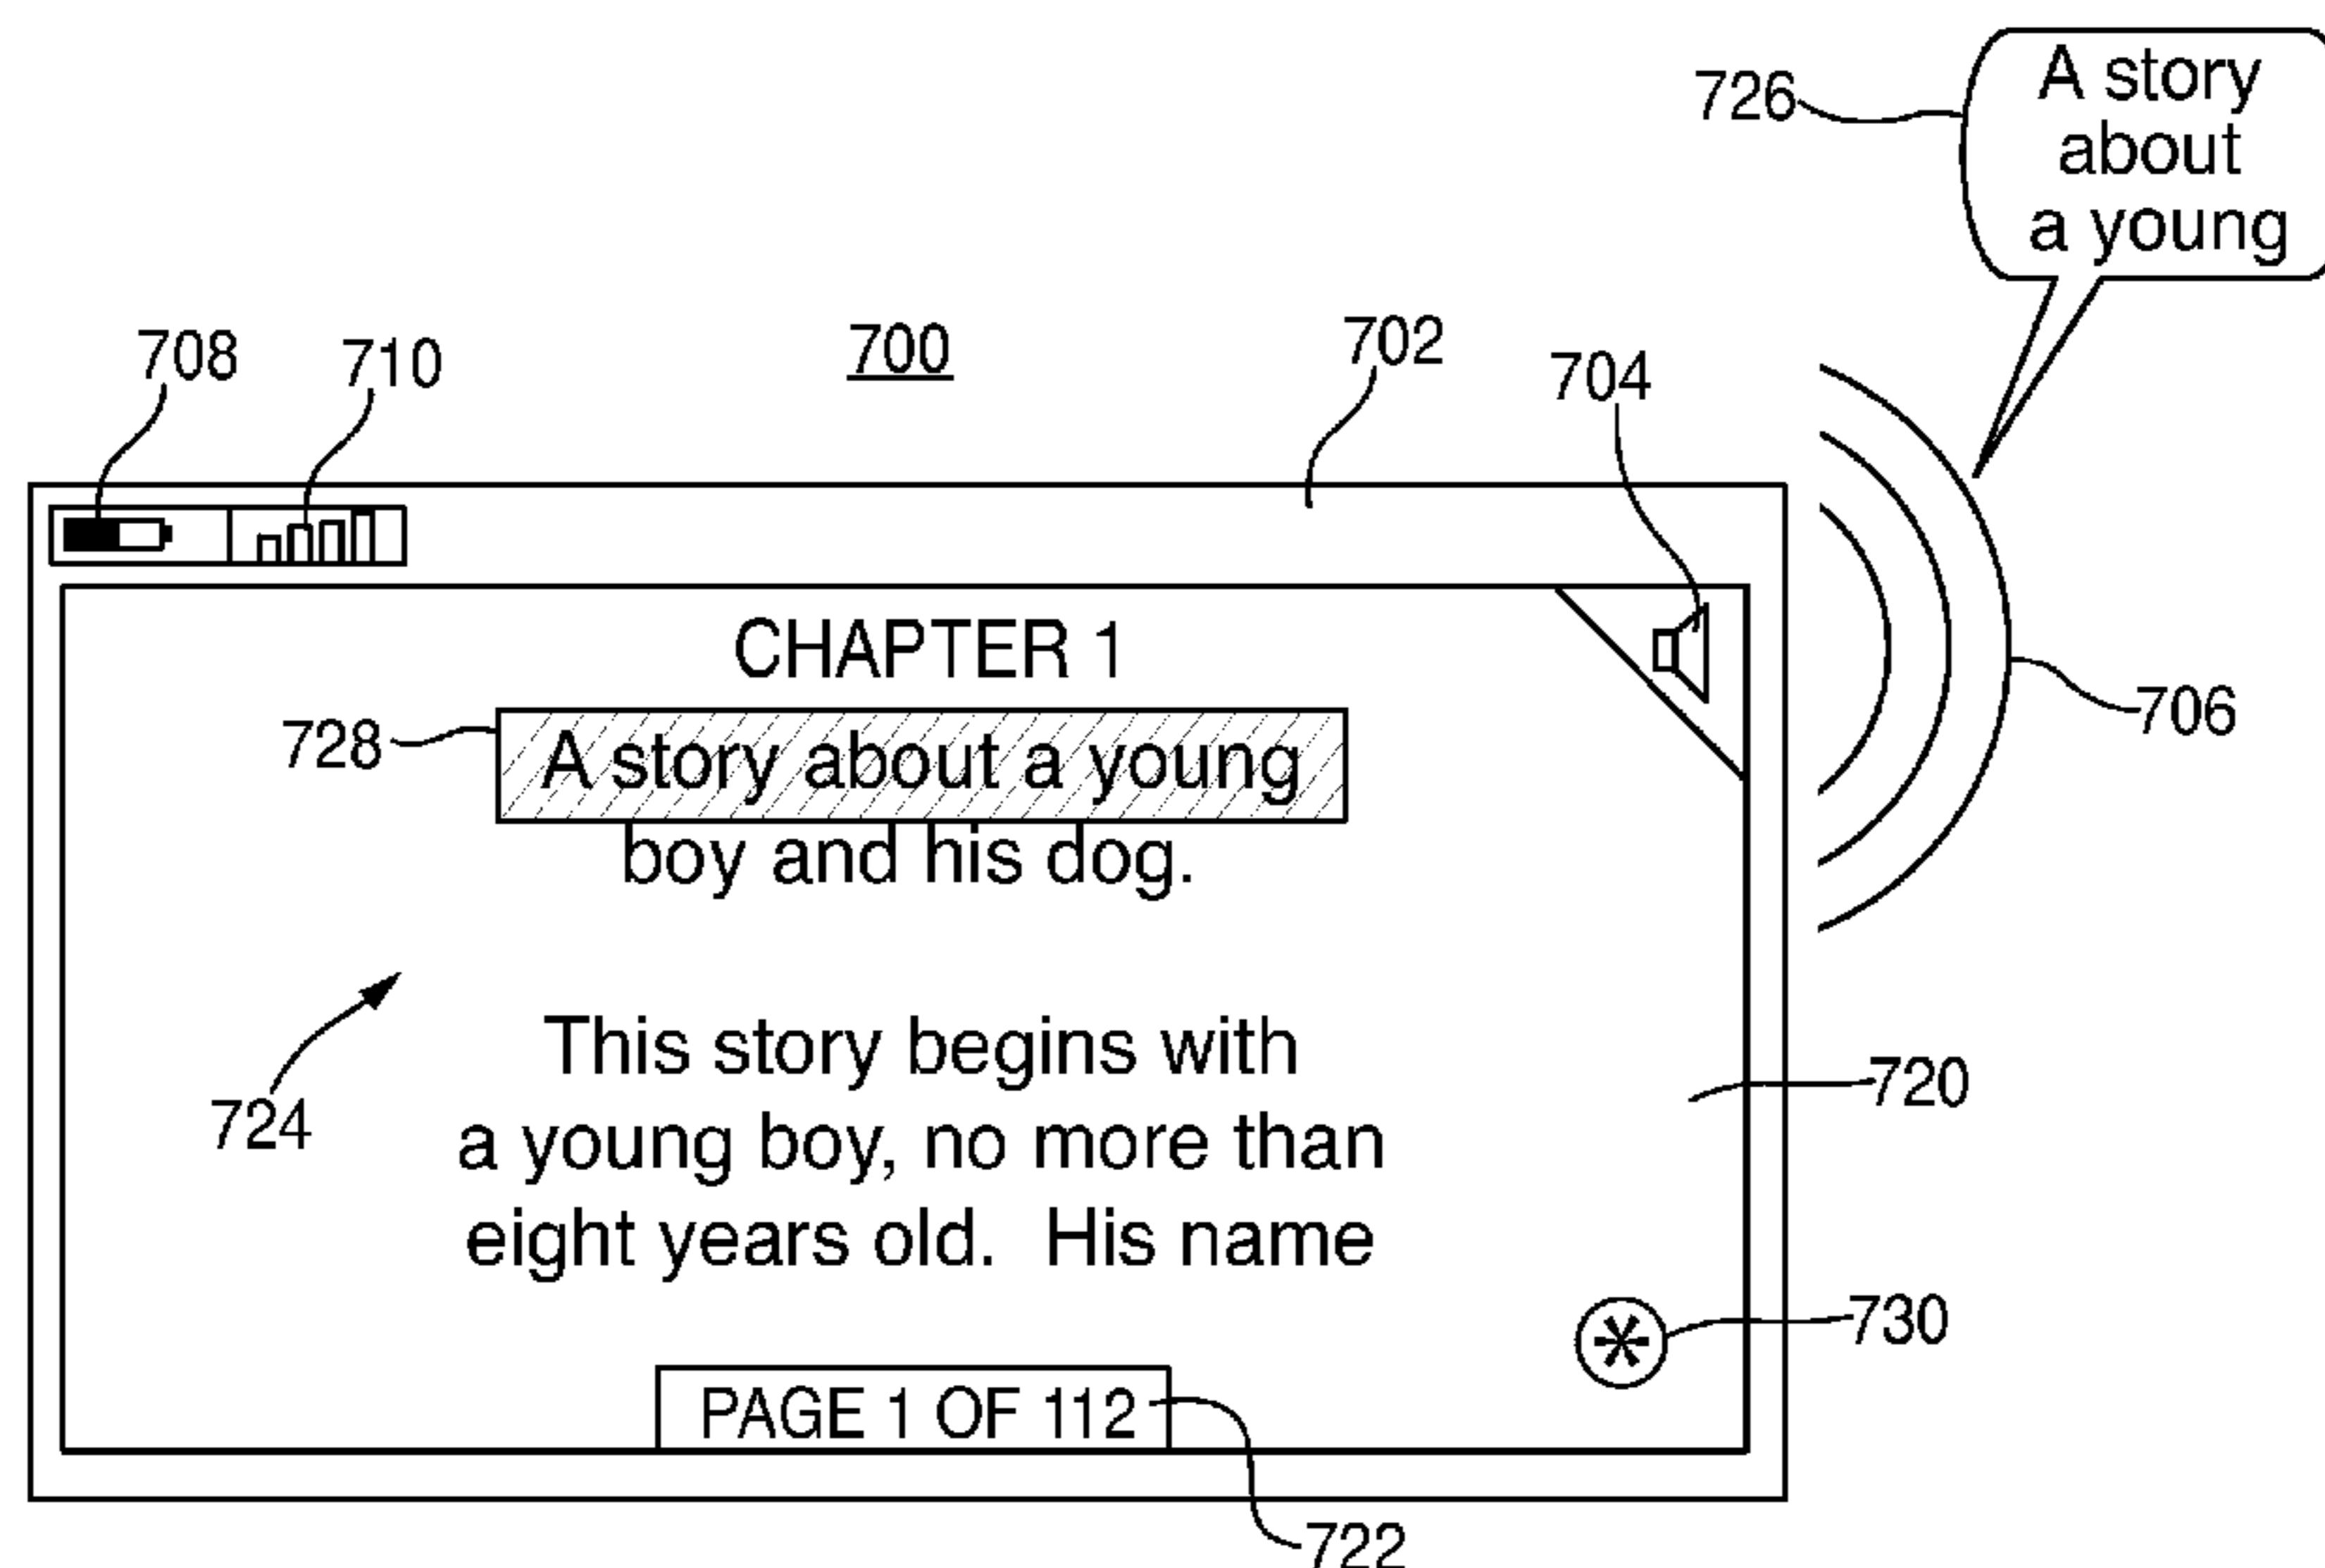 726
A story
about
a young
708
710
700
702
704
CHAPTER 1
706
728
A story about a young
boy and his dog.
This story begins with
720
724
a young boy, no more than
eight years old. His name
730
*
PAGE 1 OF 112
722